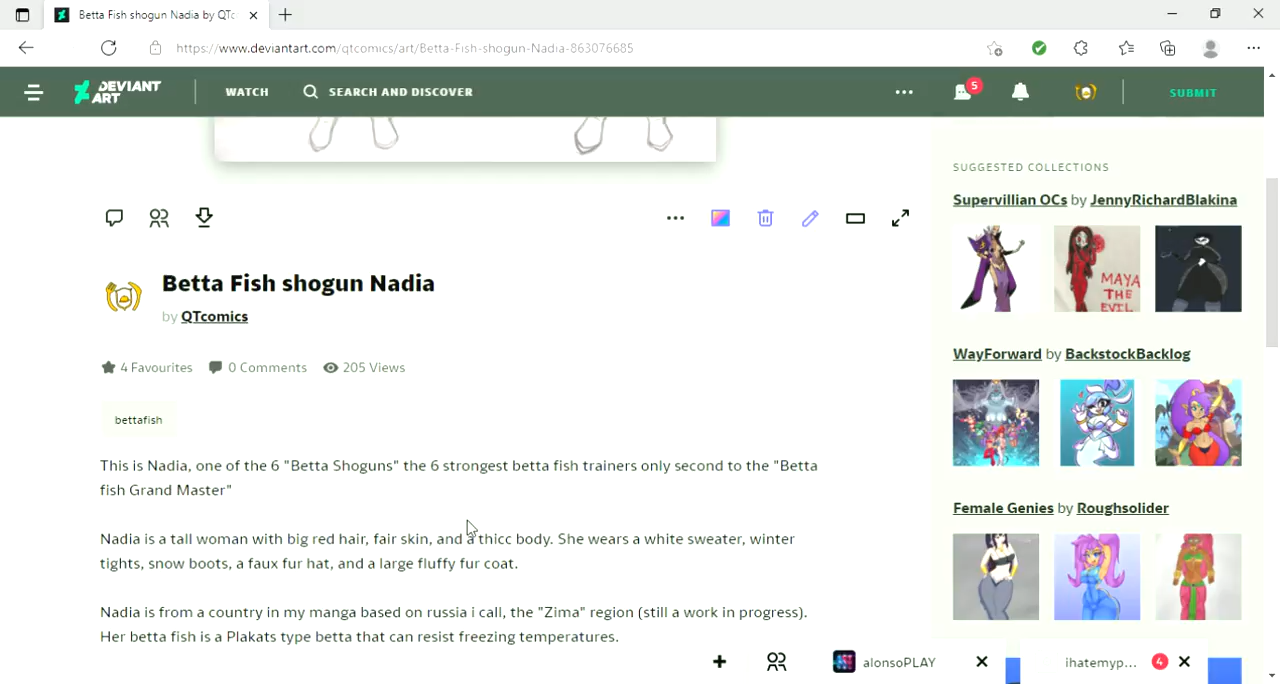 Betta Fish shogun Nadia by QTc
https://www.deviantart.com/qtcomics/art/Betta-Fish-shogun-Nadia-863076685
DEVIANT ART
WATCH
SEARCH AND DISCOVER
5
SUBMIT
Betta Fish shogun Nadia
by QTcomics
4 Favourites
0 Comments
205 Views
bettafish
This is Nadia, one of the 6 "Betta Shoguns" the 6 strongest betta fish trainers only second to the "Betta
fish Grand Master"
Nadia is a tall woman with big red hair, fair skin, and a thicc body. She wears a white sweater, winter
tights, snow boots, a faux fur hat, and a large fluffy fur coat.
Nadia is from a country in my manga based on russia i call, the "Zima" region (still a work in progress).
Her betta fish is a Plakats type betta that can resist freezing temperatures.
SUGGESTED COLLECTIONS
Supervillian OCs by JennyRichardBlakina
MAYA
THE
EVIL
WayForward by BackstockBacklog
Female Genies by Roughsolider
alonsoPLAY
ihatemyp...
4